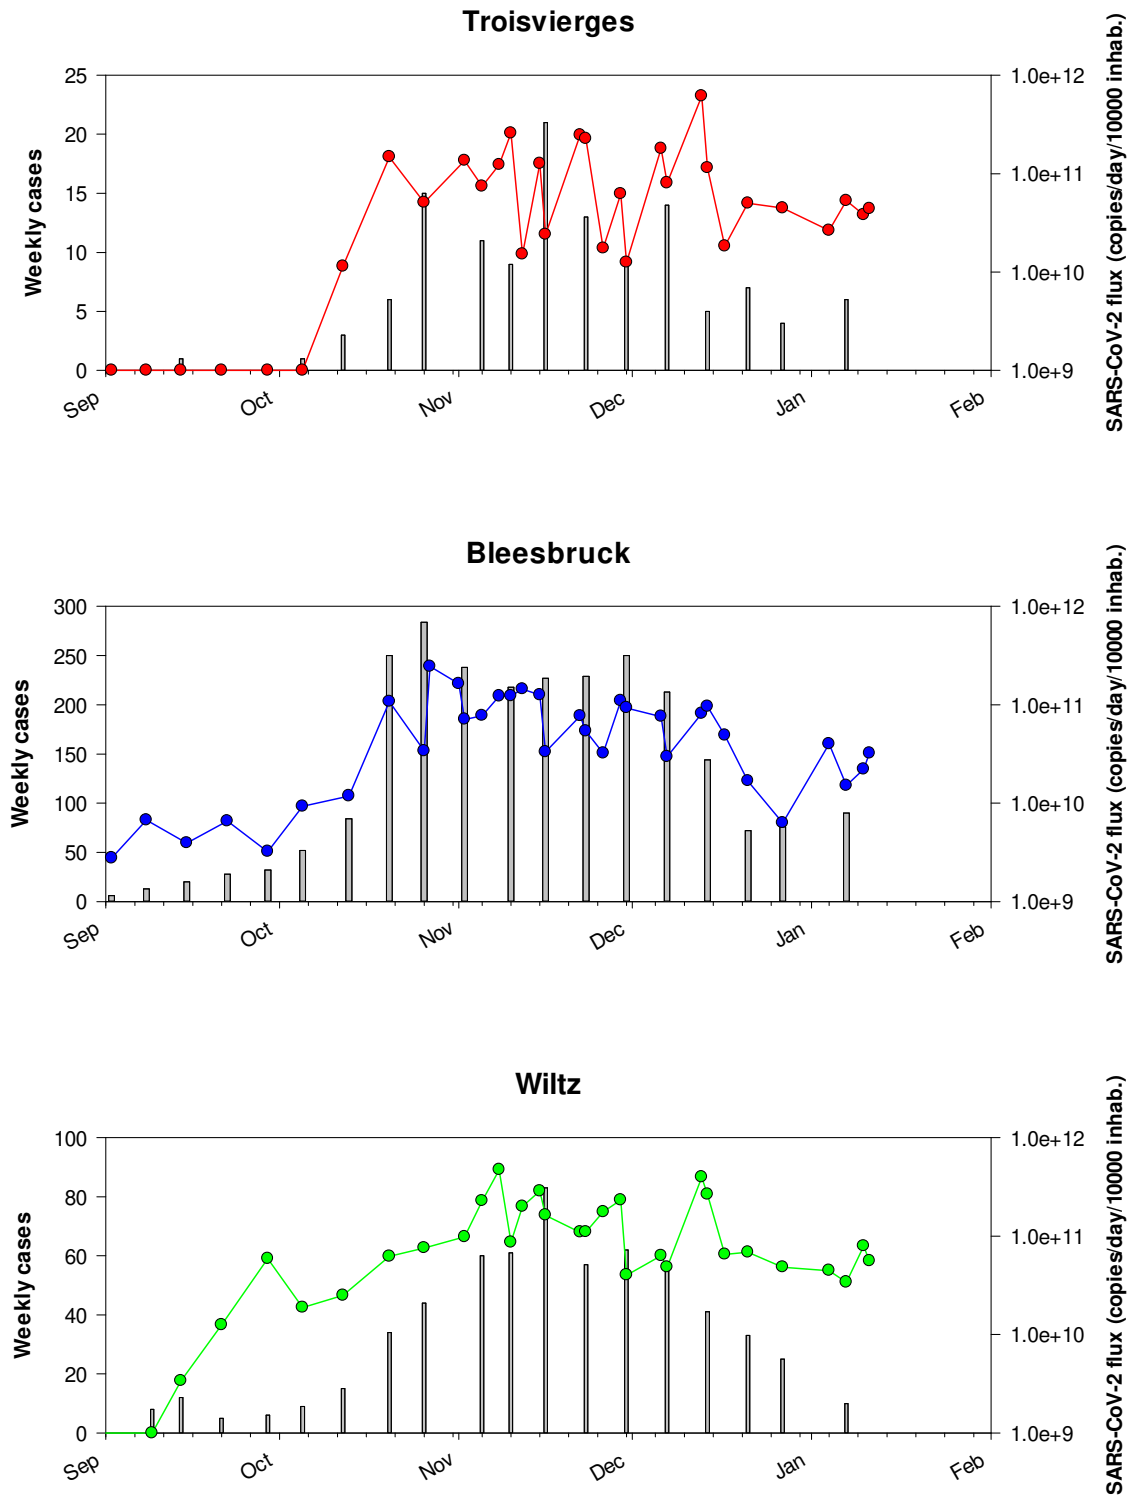 Troisvierges
25
20
15
10
5
0
Weekly cases
1.0e+12
1.0e+11
1.0e+10
1.0e+9
SARS-CoV-2 flux (copies/day/10000 inhab.)
Sep
Oct
Nov
Dec
Jan
Feb
Bleesbruck
300
250
200
150
100
50
0
Weekly cases
1.0e+12
1.0e+11
1.0e+10
1.0e+9
SARS-CoV-2 flux (copies/day/10000 inhab.)
Sep
Oct
Nov
Dec
Jan
Feb
Wiltz
100
80
60
40
20
0
Weekly cases
1.0e+12
1.0e+11
1.0e+10
1.0e+9
SARS-CoV-2 flux (copies/day/10000 inhab.)
Sep
Oct
Nov
Dec
Jan
Feb